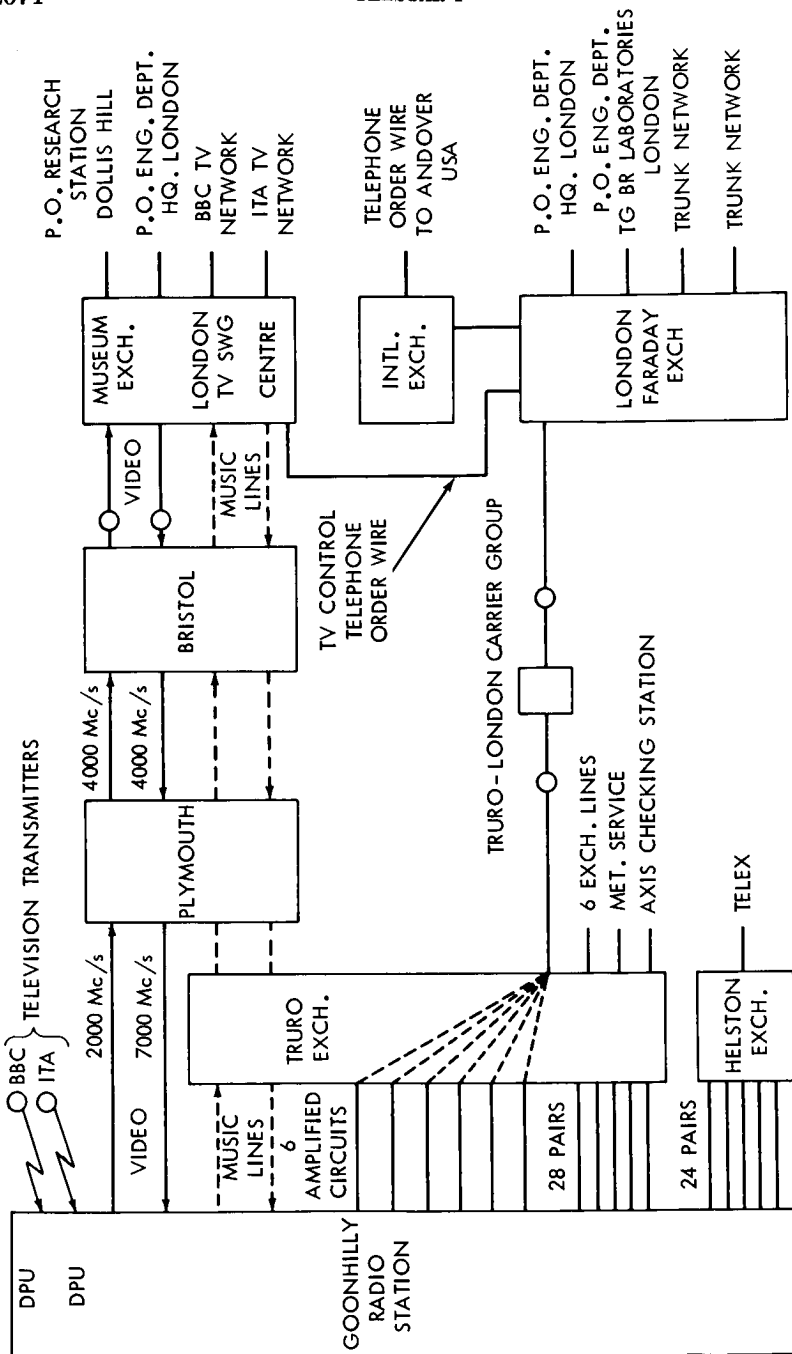 P.O. RESEARCH
STATION
DOLLIS HILL
P.O. ENG. DEPT.
HQ. LONDON
BBC TV
NETWORK
ITA TV
NETWORK
MUSEUM
EXCH.
LONDON
TV SWG
CENTRE
VIDEO
MUSIC
LINES
BRISTOL
4000 Mc/s
4000 Mc/s
PLYMOUTH
TELEVISION TRANSMITTERS
BBC
ITA
2000 Mc/s
7000 Mc/s
VIDEO
DPU
DPU
TELEPHONE
ORDER WIRE
TO ANDOVER
USA
INTL.
EXCH.
TV CONTROL
TELEPHONE
ORDER WIRE
P.O. ENG. DEPT.
HQ. LONDON
P.O. ENG. DEPT.
TG BR LABORATORIES
LONDON
TRUNK NETWORK
TRUNK NETWORK
LONDON
FARADAY
EXCH
TRURO-LONDON CARRIER GROUP
6 EXCH. LINES
MET. SERVICE
AXIS CHECKING STATION
TRURO
EXCH.
MUSIC
LINES
6
AMPLIFIED
CIRCUITS
28 PAIRS
24 PAIRS
HELSTON
EXCH.
TELEX
GOONHILLY
RADIO
STATION